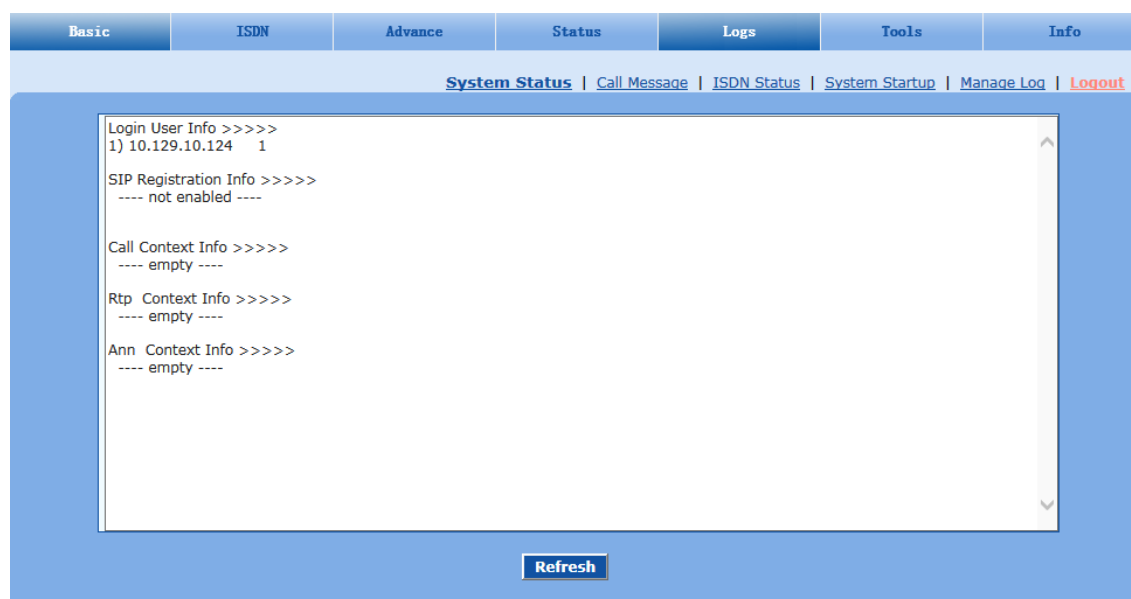 Basic ISDN Advance Status Logs Tools Info
System Status | Call Message | ISDN Status | System Startup | Manage Log | Logout
Login User Info >>>>>
1) 10.129.10.124 1
SIP Registration Info >>>>>
---- not enabled ----
Call Context Info >>>>>
---- empty ----
Rtp Context Info >>>>>
---- empty ----
Ann Context Info >>>>>
---- empty ----
Refresh